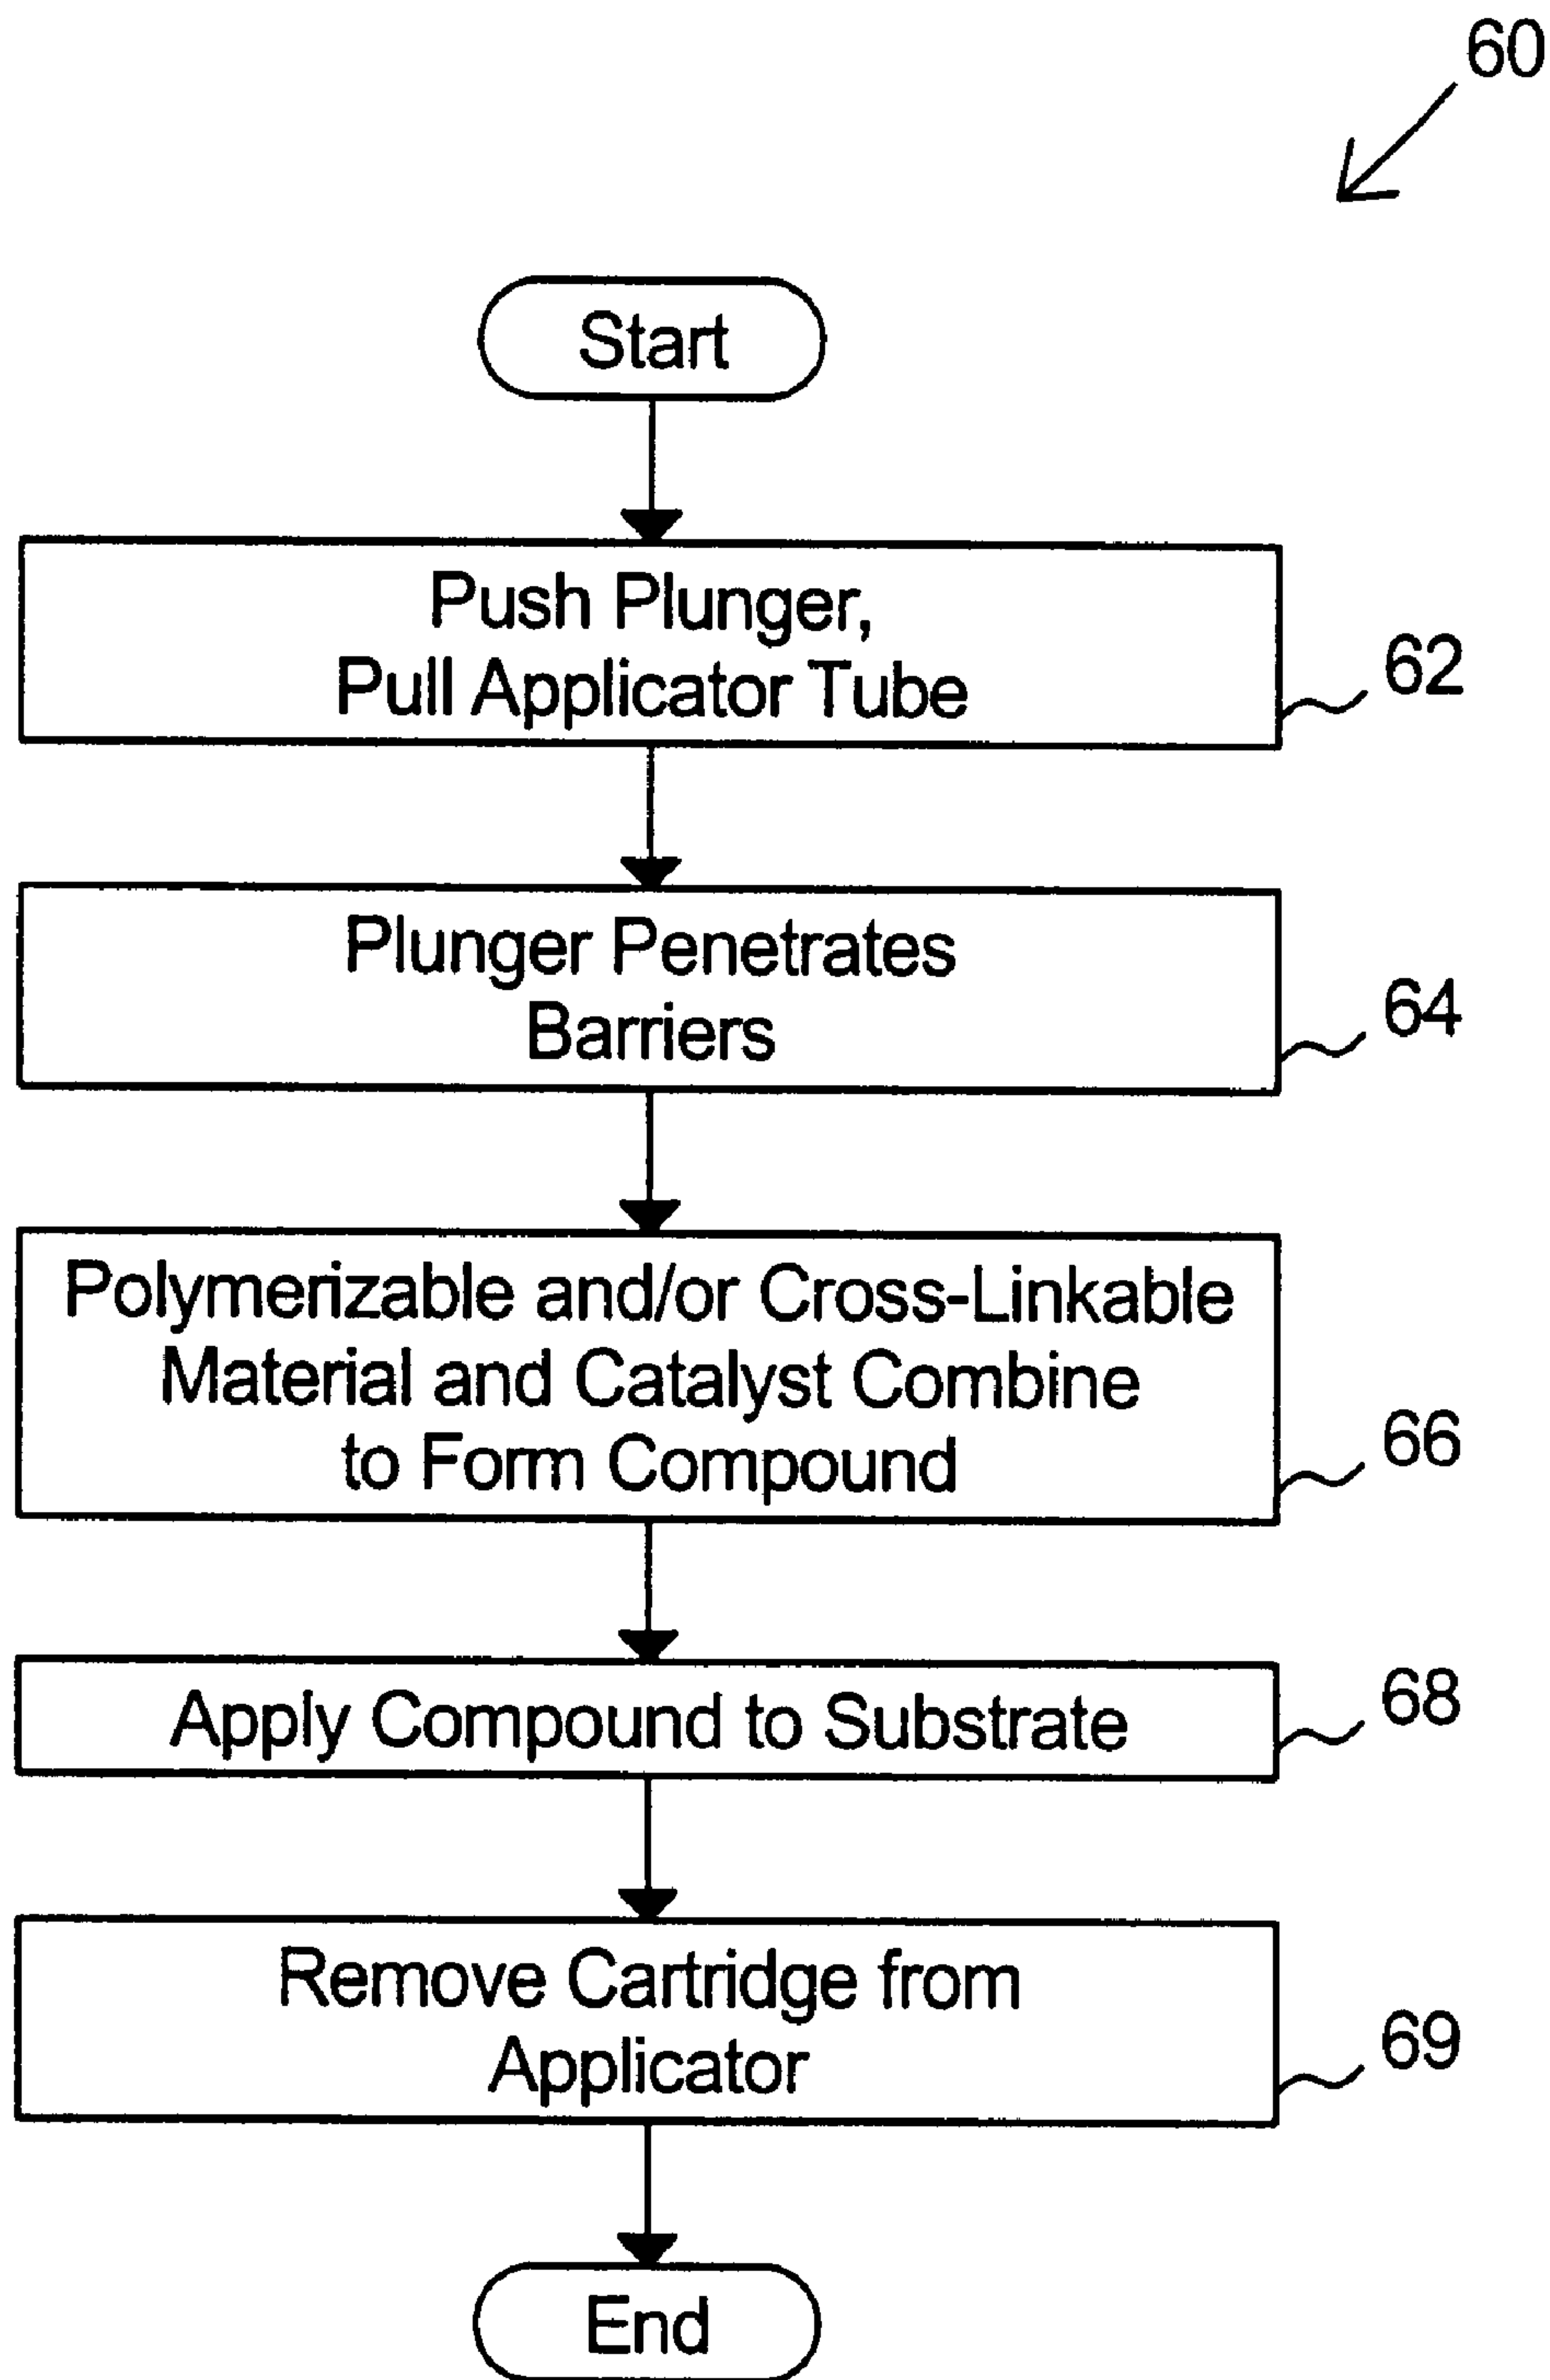 60
Start
Push Plunger,
Pull Applicator Tube
62
Plunger Penetrates
Barriers
64
Polymerizable and/or Cross-Linkable
Material and Catalyst Combine
to Form Compound
66
Apply Compound to Substrate
68
Remove Cartridge from
Applicator
69
End